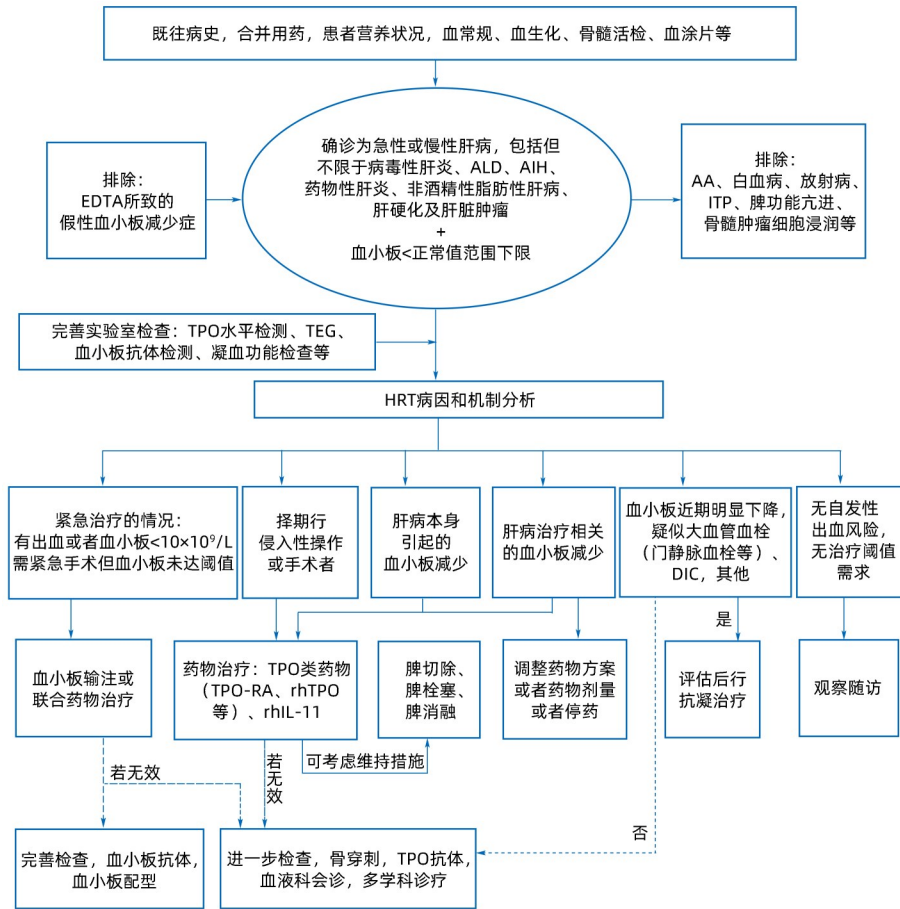 既往病史，合并用药，患者营养状况，血常规、血生化、骨髓活检、血涂片等
排除：
EDTA所致的
假性血小板减少症
确诊为急性或慢性肝病，包括但
不限于病毒性肝炎、ALD、AIH、
药物性肝炎、非酒精性脂肪性肝病、
肝硬化及肝脏肿瘤
+
血小板<正常值范围下限
排除：
AA、白血病、放射病、
ITP、脾功能亢进、
骨髓肿瘤细胞浸润等
完善实验室检查：TPO水平检测、TEG、
血小板抗体检测、凝血功能检查等
HRT病因和机制分析
紧急治疗的情况：
有出血或者血小板<10×10⁹/L
需紧急手术但血小板未达阈值
择期行
侵入性操作
或手术者
肝病本身
引起的
血小板减少
肝病治疗相关
的血小板减少
血小板近期明显下降，
疑似大血管血栓
（门静脉血栓等）、
DIC，其他
无自发性
出血风险，
无治疗阈值
需求
是
血小板输注或
联合药物治疗
药物治疗：TPO类药物
（TPO-RA、rhTPO
等）、rhIL-11
脾切除、
脾栓塞、
脾消融
调整药物方案
或者药物剂量
或者停药
评估后行
抗凝治疗
观察随访
若无效
若无效
可考虑维持措施
否
完善检查，血小板抗体，
血小板配型
进一步检查，骨穿刺，TPO抗体，
血液科会诊，多学科诊疗